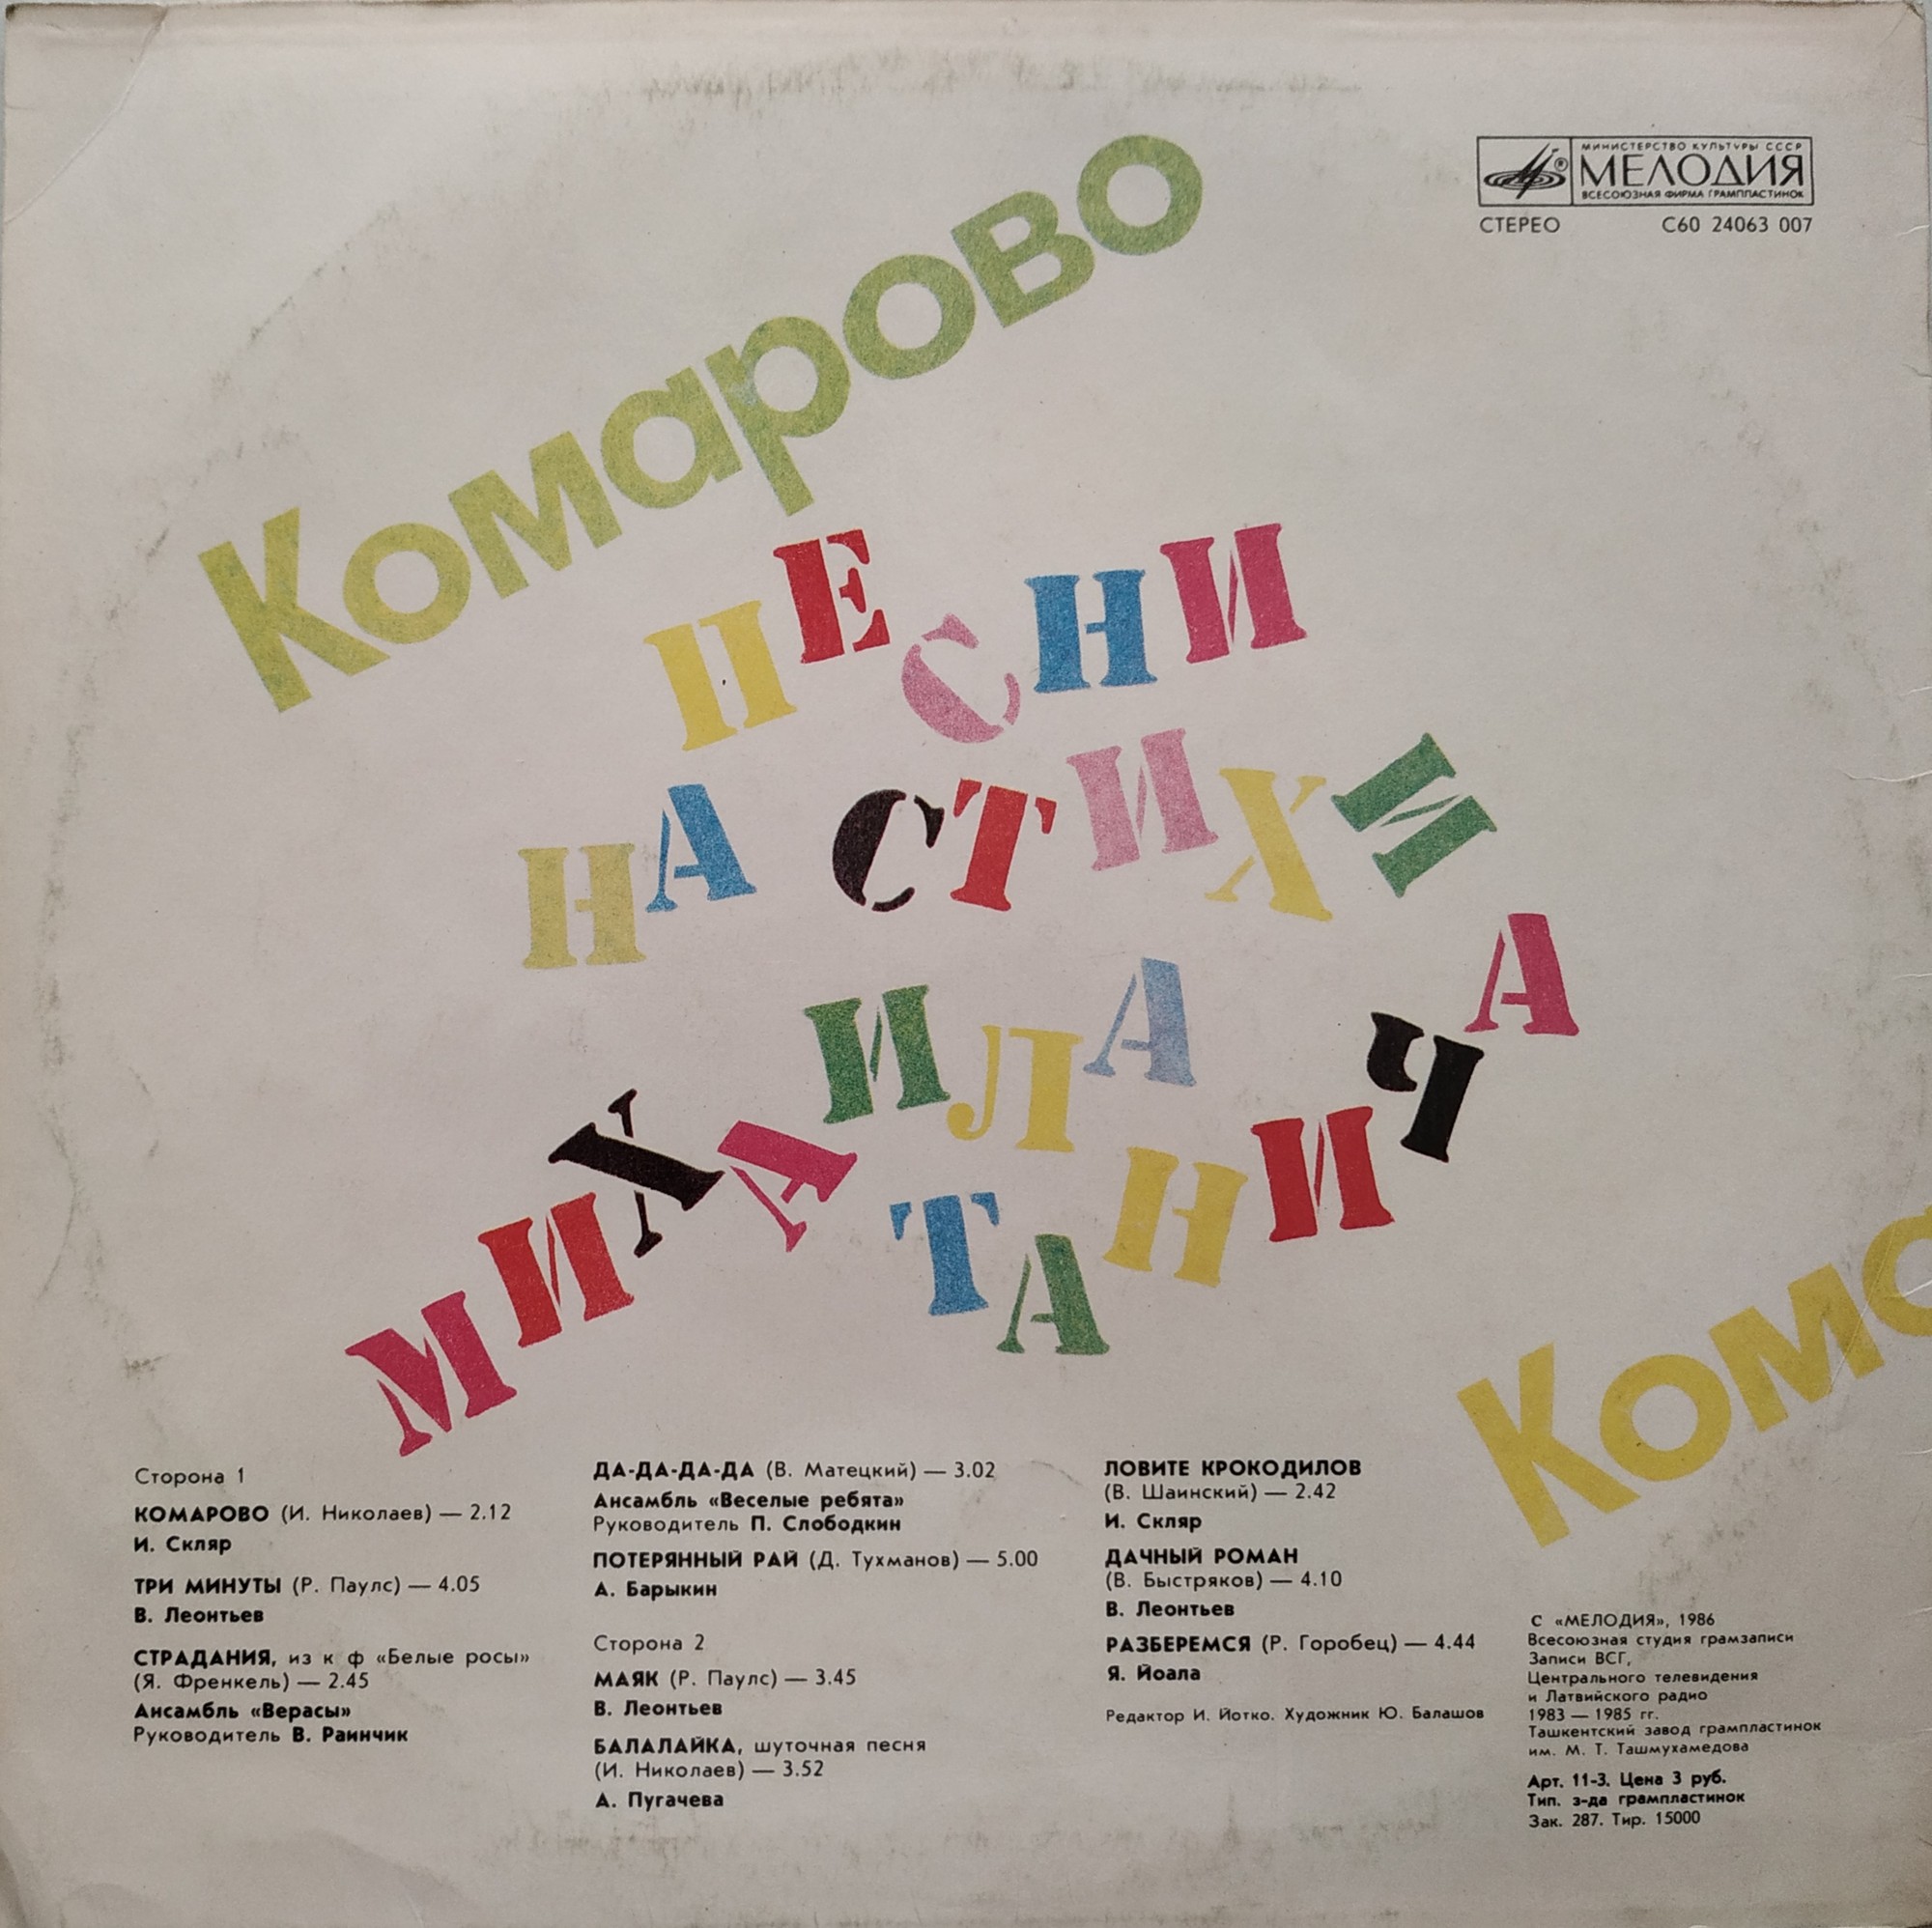 МИНИСТЕРСТВО КУЛЬТУРЫ СССР
МЕЛОДИЯ
ВСЕСОЮЗНАЯ ФИРМА ГРАМПЛАСТИНОК
СТЕРЕО С60 24063 007
Комарово
ПЕСНИ
НА СТИХИ
МИХАИЛА
ТАНИЧА
Кома
Сторона 1
КОМАРОВО (И. Николаев) — 2.12
И. Скляр
ТРИ МИНУТЫ (Р. Паулс) — 4.05
В. Леонтьев
СТРАДАНИЯ, из к ф «Белые росы»
(Я. Френкель) — 2.45
Ансамбль «Верасы»
Руководитель В. Раинчик
ДА-ДА-ДА-ДА (В. Матецкий) — 3.02
Ансамбль «Веселые ребята»
Руководитель П. Слободкин
ПОТЕРЯННЫЙ РАЙ (Д. Тухманов) — 5.00
А. Барыкин
Сторона 2
МАЯК (Р. Паулс) — 3.45
В. Леонтьев
БАЛАЛАЙКА, шуточная песня
(И. Николаев) — 3.52
А. Пугачева
ЛОВИТЕ КРОКОДИЛОВ
(В. Шаинский) — 2.42
И. Скляр
ДАЧНЫЙ РОМАН
(В. Быстряков) — 4.10
В. Леонтьев
РАЗБЕРЕМСЯ (Р. Горобец) — 4.44
Я. Йоала
Редактор И. Йотко. Художник Ю. Балашов
С «МЕЛОДИЯ», 1986
Всесоюзная студия грамзаписи
Записи ВСГ,
Центрального телевидения
и Латвийского радио
1983 — 1985 гг.
Ташкентский завод грампластинок
им. М. Т. Ташмухамедова
Арт. 11-3. Цена 3 руб.
Тип. з-да грампластинок
Зак. 287. Тир. 15000